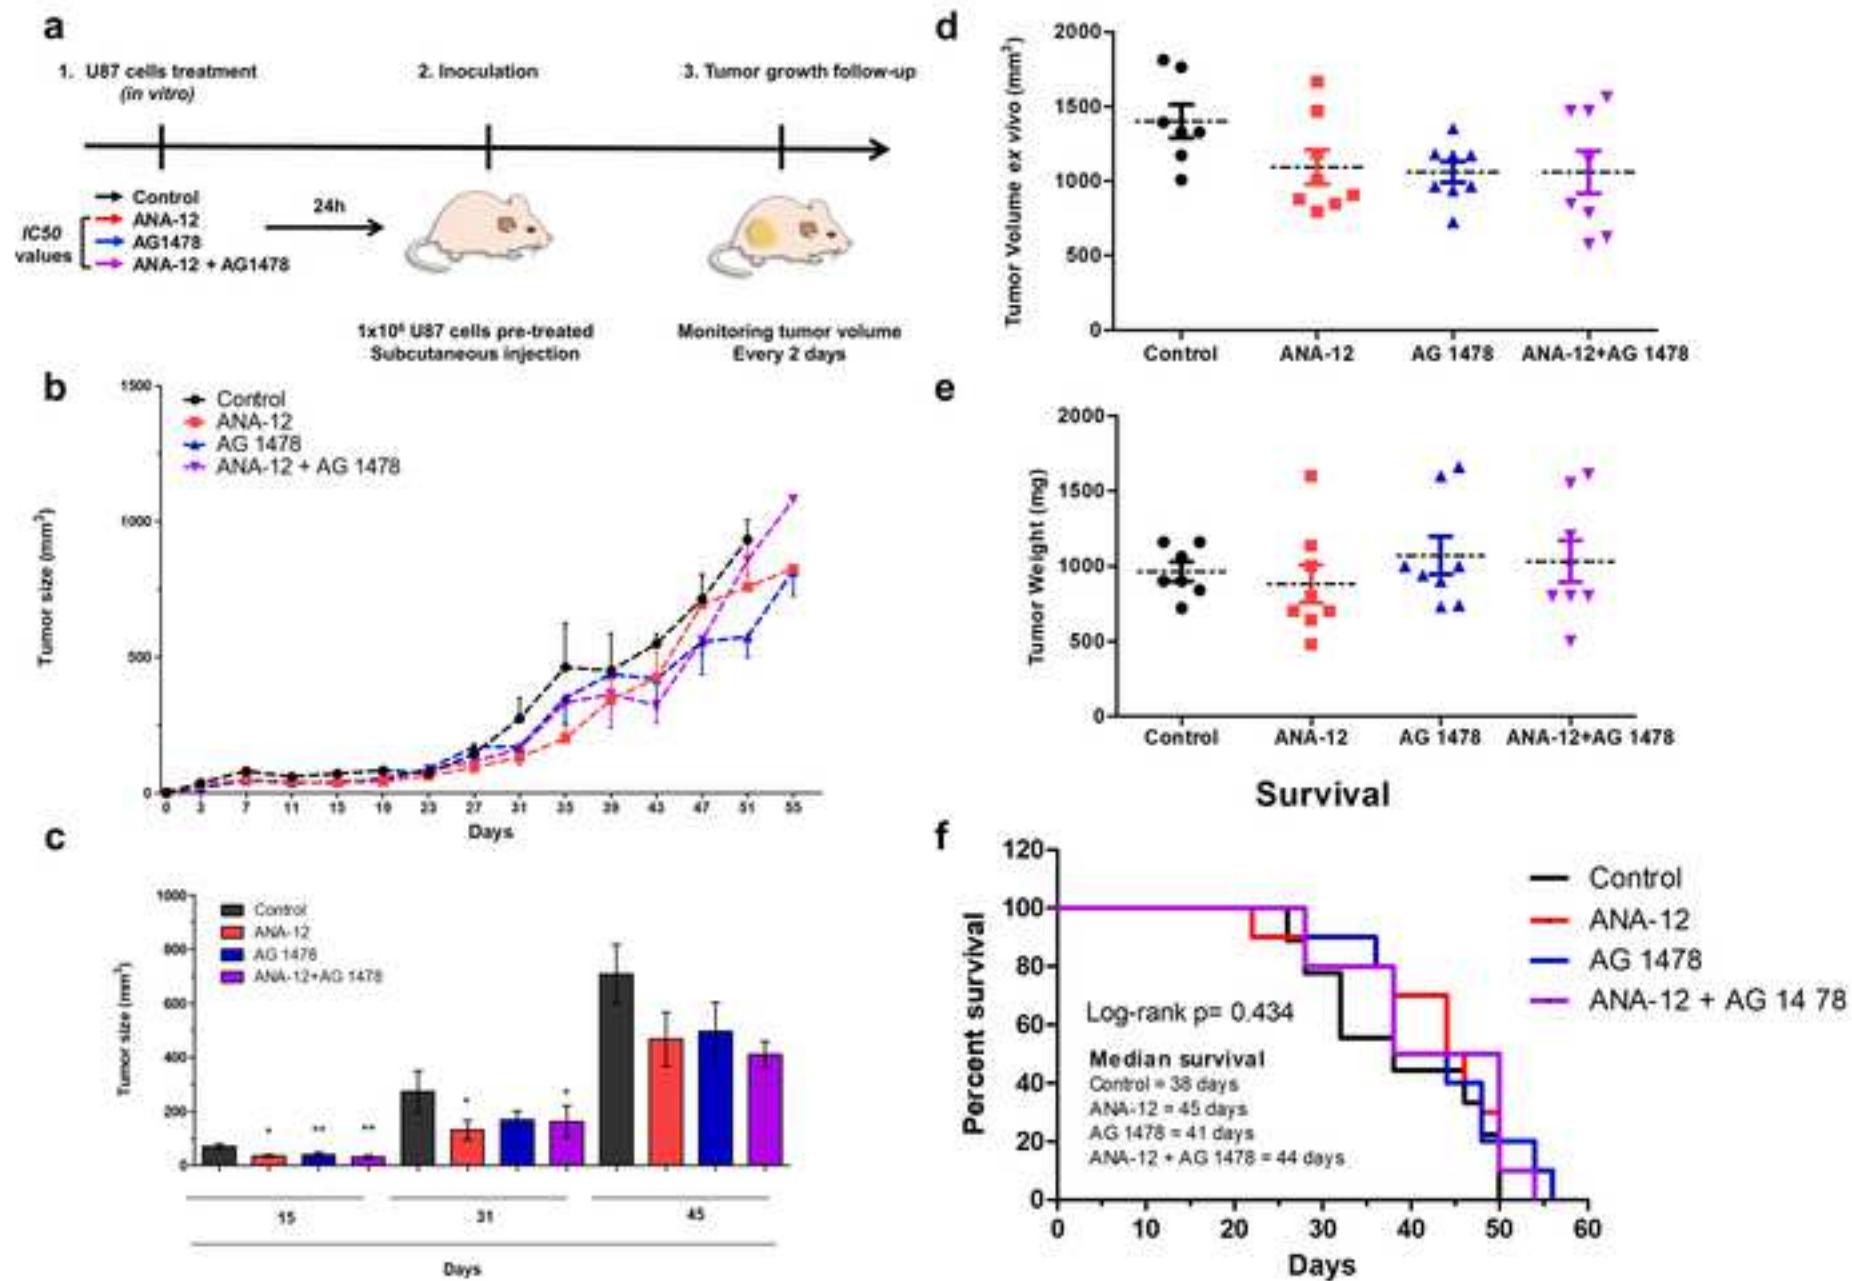 a
1. U87 cells treatment
(in vitro)
2. Inoculation
3. Tumor growth follow-up
Control
ANA-12
AG1478
ANA-12 + AG1478
IC50
values
24h
1x10⁶ U87 cells pre-treated
Subcutaneous injection
Monitoring tumor volume
Every 2 days
b
Control
ANA-12
AG 1478
ANA-12 + AG 1478
Tumor size (mm³)
1500
1000
500
0
0 3 7 11 15 19 23 27 31 35 39 43 47 51 55
Days
c
Control
ANA-12
AG 1478
ANA-12+AG 1478
Tumor size (mm³)
1000
800
600
400
200
0
* ** ** * *
15 31 45
Days
d
Tumor Volume ex vivo (mm³)
2000
1500
1000
500
0
Control ANA-12 AG 1478 ANA-12+AG 1478
e
Tumor Weight (mg)
2000
1500
1000
500
0
Control ANA-12 AG 1478 ANA-12+AG 1478
Survival
f
Percent survival
120
100
80
60
40
20
0
Log-rank p= 0.434
Median survival
Control = 38 days
ANA-12 = 45 days
AG 1478 = 41 days
ANA-12 + AG 1478 = 44 days
0 10 20 30 40 50 60
Days
Control
ANA-12
AG 1478
ANA-12 + AG 14 78